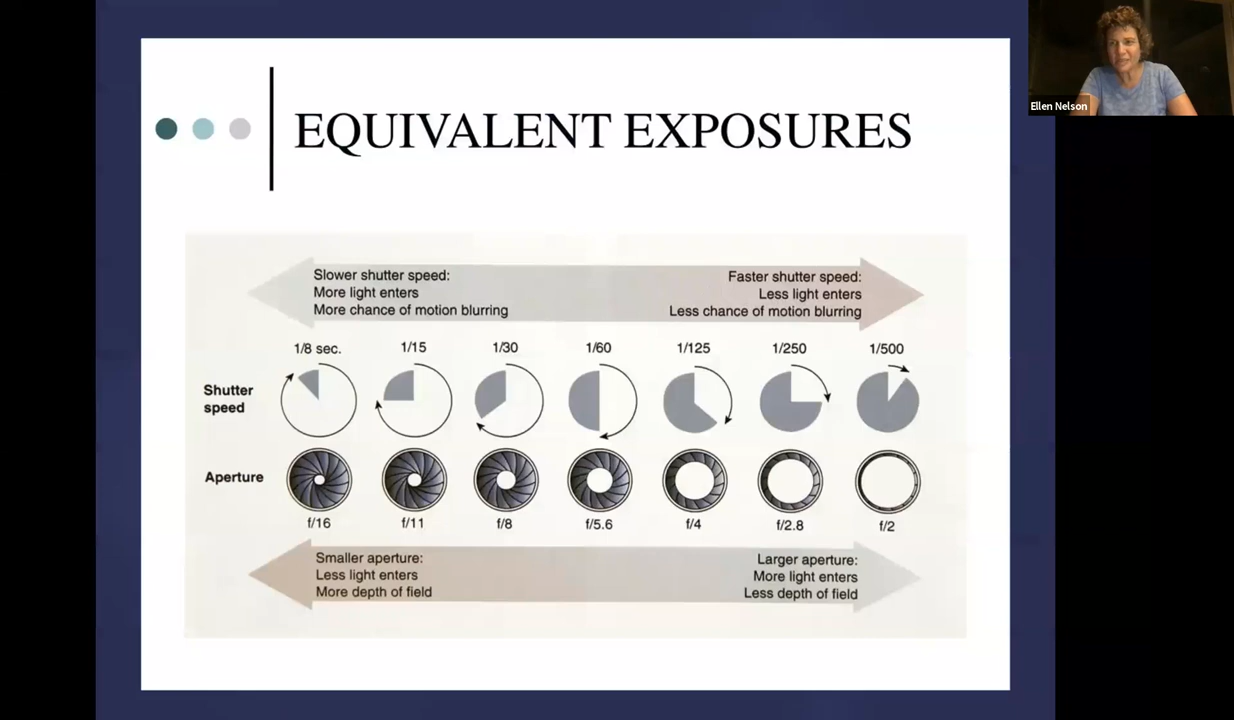 Ellen Nelson
EQUIVALENT EXPOSURES
Slower shutter speed:
More light enters
More chance of motion blurring
Faster shutter speed:
Less light enters
Less chance of motion blurring
1/8 sec. 1/15 1/30 1/60 1/125 1/250 1/500
Shutter
speed
Aperture
f/16 f/11 f/8 f/5.6 f/4 f/2.8 f/2
Smaller aperture:
Less light enters
More depth of field
Larger aperture:
More light enters
Less depth of field